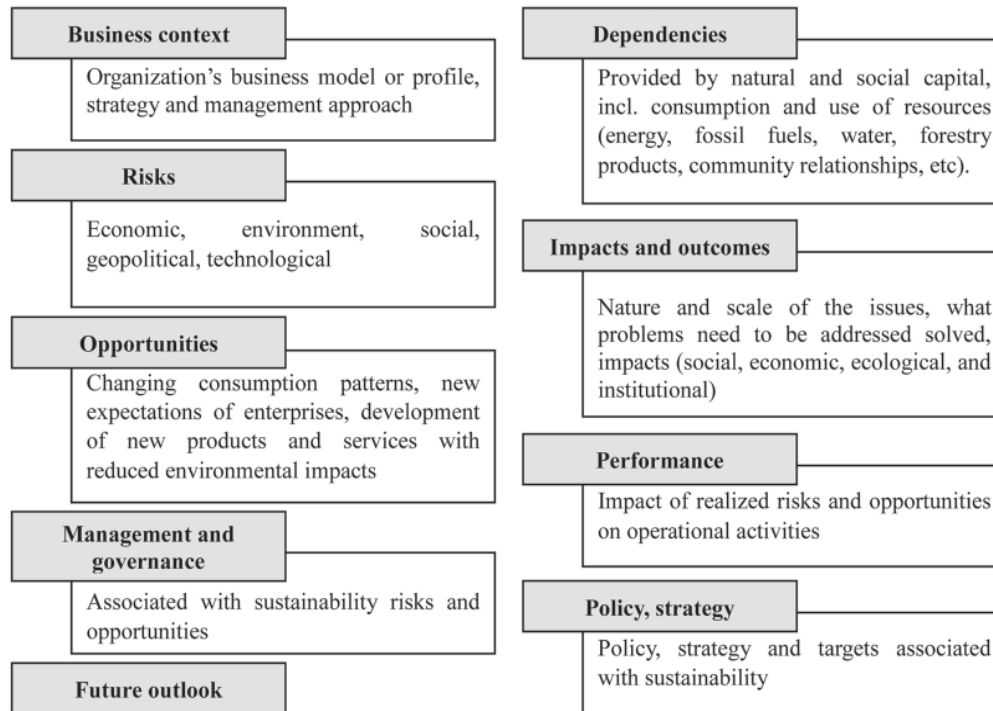 Business context
Organization's business model or profile,
strategy and management approach
Risks
Economic, environment, social,
geopolitical, technological
Opportunities
Changing consumption patterns, new
expectations of enterprises, development
of new products and services with
reduced environmental impacts
Management and
governance
Associated with sustainability risks and
opportunities
Future outlook
Dependencies
Provided by natural and social capital,
incl. consumption and use of resources
(energy, fossil fuels, water, forestry
products, community relationships, etc).
Impacts and outcomes
Nature and scale of the issues, what
problems need to be addressed solved,
impacts (social, economic, ecological, and
institutional)
Performance
Impact of realized risks and opportunities
on operational activities
Policy, strategy
Policy, strategy and targets associated
with sustainability